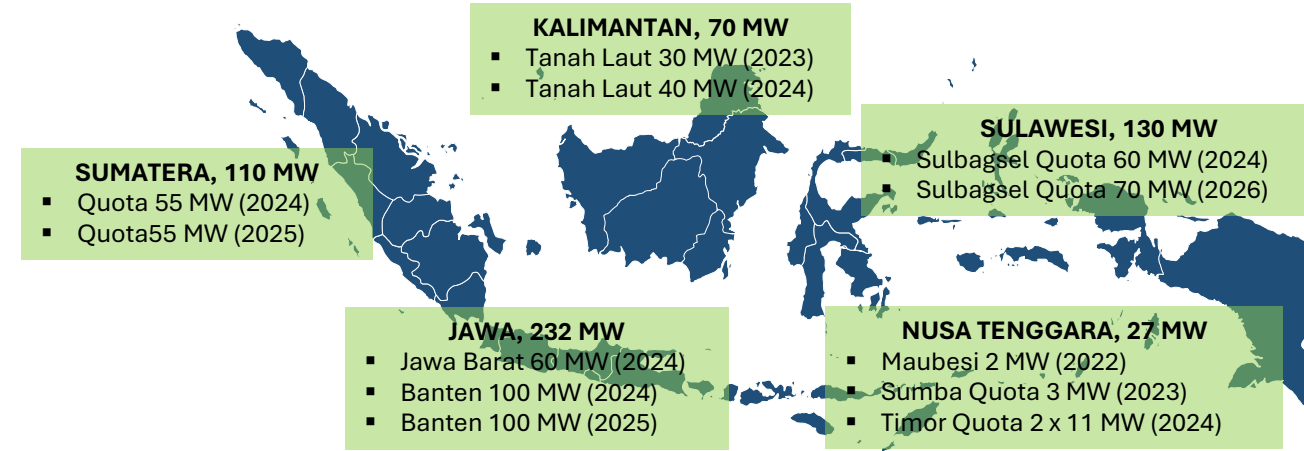 KALIMANTAN, 70 MW
▪ Tanah Laut 30 MW (2023)
▪ Tanah Laut 40 MW (2024)
SULAWESI, 130 MW
▪ Sulbagsel Quota 60 MW (2024)
▪ Sulbagsel Quota 70 MW (2026)
SUMATERA, 110 MW
▪ Quota 55 MW (2024)
▪ Quota55 MW (2025)
JAWA, 232 MW
▪ Jawa Barat 60 MW (2024)
▪ Banten 100 MW (2024)
▪ Banten 100 MW (2025)
NUSA TENGGARA, 27 MW
▪ Maubesi 2 MW (2022)
▪ Sumba Quota 3 MW (2023)
▪ Timor Quota 2 x 11 MW (2024)